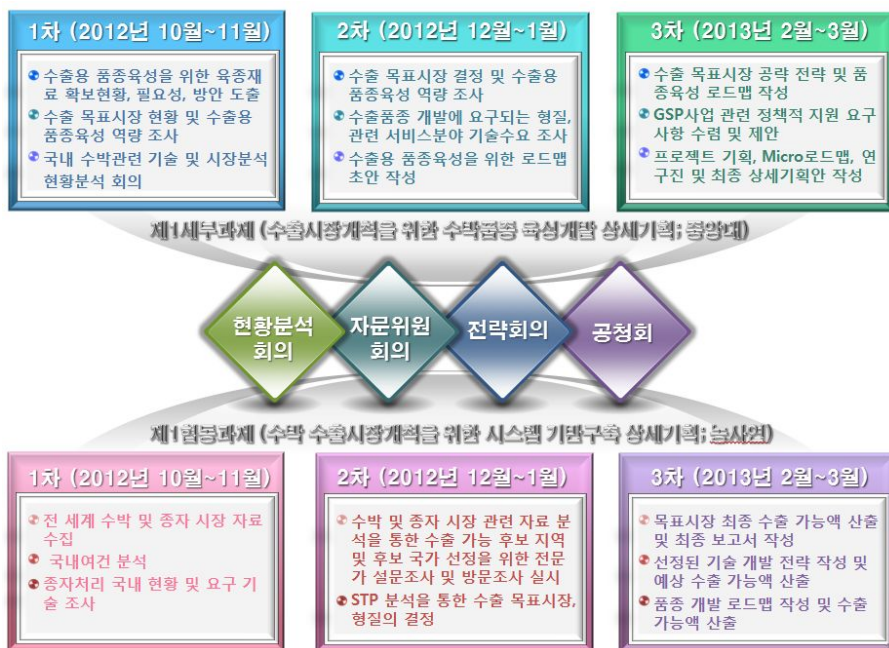 1차 (2012년 10월~11월)
수출용 품종육성을 위한 육종재
료 확보현황, 필요성, 방안 도출
수출 목표시장 현황 및 수출용
품종육성 역량 조사
국내 수박관련 기술 및 시장분석
현황분석 회의
2차 (2012년 12월~1월)
수출 목표시장 결정 및 수출용
품종육성 역량 조사
수출품종 개발에 요구되는 형질,
관련 서비스분야 기술수요 조사
수출용 품종육성을 위한 로드맵
초안 작성
3차 (2013년 2월~3월)
수출 목표시장 공략 전략 및 품
종육성 로드맵 작성
GSP사업 관련 정책적 지원 요구
사항 수렴 및 제안
프로젝트 기획, Micro로드맵, 연
구진 및 최종 상세기획안 작성
제1세부과제 (수출시장개척을 위한 수박품종 육성개발 상세기획; 중앙대)
현황분석
회의
자문위원
회의
전략회의
공청회
제1협동과제 (수박 수출시장개척을 위한 시스템 기반구축 상세기획; 농사연)
1차 (2012년 10월~11월)
전 세계 수박 및 종자 시장 자료
수집
국내여건 분석
종자처리 국내 현황 및 요구 기
술 조사
2차 (2012년 12월~1월)
수박 및 종자 시장 관련 자료 분
석을 통한 수출 가능 후보 지역
및 후보 국가 선정을 위한 전문
가 설문조사 및 방문조사 실시
STP 분석을 통한 수출 목표시장,
형질의 결정
3차 (2013년 2월~3월)
목표시장 최종 수출 가능액 산출
및 최종 보고서 작성
선정된 기술 개발 전략 작성 및
예상 수출 가능액 산출
품종 개발 로드맵 작성 및 수출
가능액 산출